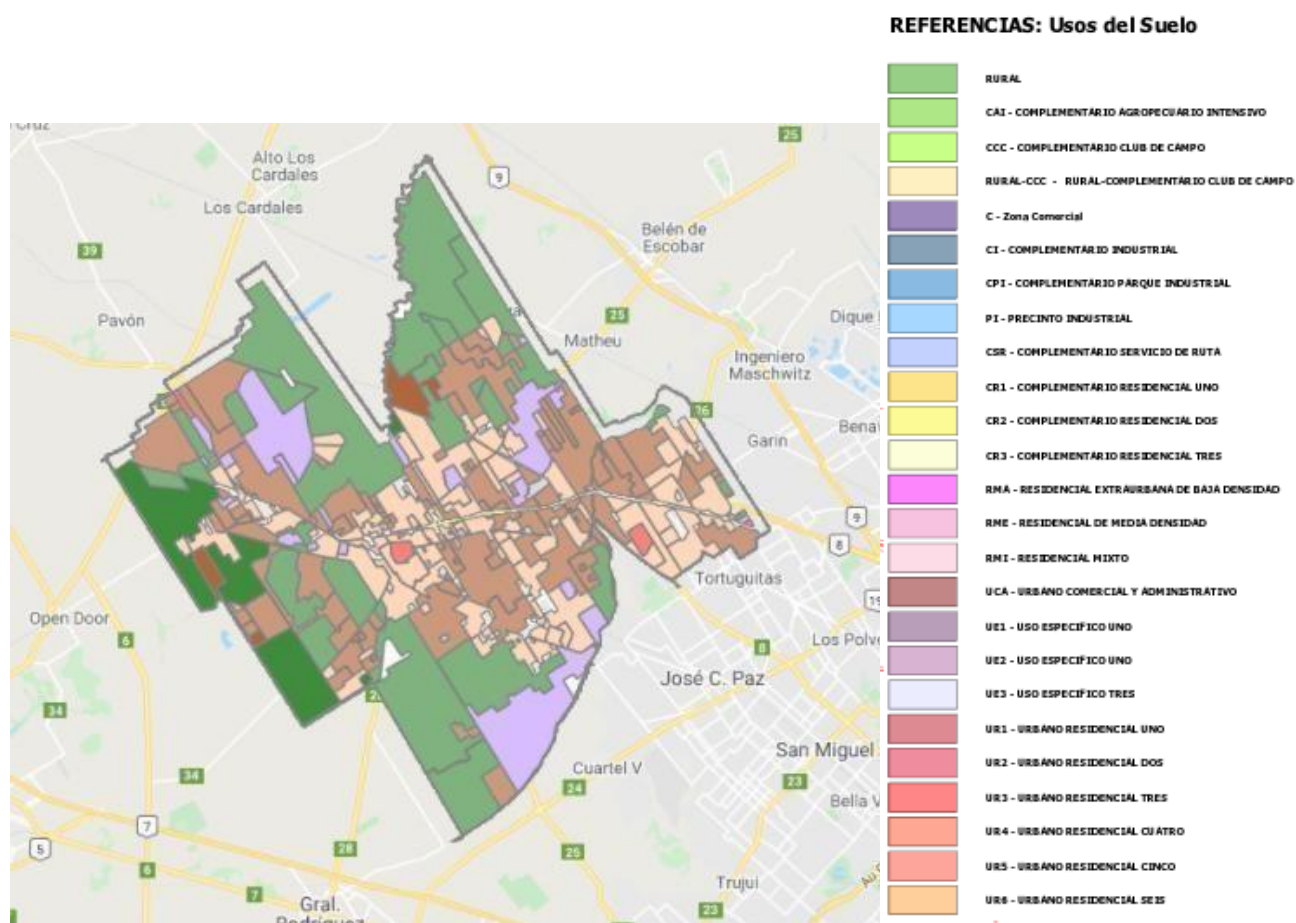 REFERENCIAS: Usos del Suelo
RURAL
CAI - COMPLEMENTARIO AGROPECUARIO INTENSIVO
CCC - COMPLEMENTARIO CLUB DE CAMPO
RURAL-CCC - RURAL-COMPLEMENTARIO CLUB DE CAMPO
C - Zona Comercial
CI - COMPLEMENTARIO INDUSTRIAL
CPI - COMPLEMENTARIO PARQUE INDUSTRIAL
PI - PRECINTO INDUSTRIAL
CSR - COMPLEMENTARIO SERVICIO DE RUTA
CR1 - COMPLEMENTARIO RESIDENCIAL UNO
CR2 - COMPLEMENTARIO RESIDENCIAL DOS
CR3 - COMPLEMENTARIO RESIDENCIAL TRES
RMA - RESIDENCIAL EXTRAURBANA DE BAJA DENSIDAD
RME - RESIDENCIAL DE MEDIA DENSIDAD
RMI - RESIDENCIAL MIXTO
UCA - URBANO COMERCIAL Y ADMINISTRATIVO
UE1 - USO ESPECIFICO UNO
UE2 - USO ESPECIFICO UNO
UE3 - USO ESPECIFICO TRES
UR1 - URBANO RESIDENCIAL UNO
UR2 - URBANO RESIDENCIAL DOS
UR3 - URBANO RESIDENCIAL TRES
UR4 - URBANO RESIDENCIAL CUATRO
UR5 - URBANO RESIDENCIAL CINCO
UR6 - URBANO RESIDENCIAL SEIS
25
Alto Los
Cardales
9
Los Cardales
Belén de
Escobar
39
Pavón
25
Dique
Matheu
Ingeniero
Maschwitz
26
Garin
Bena
9
8
Tortuguitas
Open Door
6
8
Los Polv
José C. Paz
34
San Miguel
Cuartel V
34
24
23
Bella V
7
5
28
25
6
7
Trujui
Gral.
Rodríguez
23